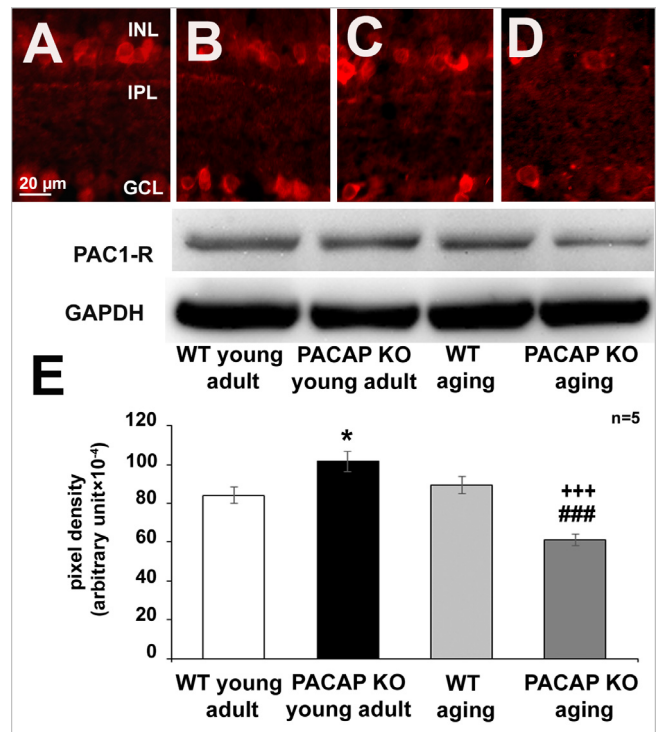 A
INL
IPL
20 µm
GCL
B
C
D
PAC1-R
GAPDH
WT young
adult
PACAP KO
young adult
WT
aging
PACAP KO
aging
E
n=5
pixel density
(arbitrary unit×10⁻⁴)
120
100
80
60
40
20
0
*
+++
###
WT young
adult
PACAP KO
young adult
WT
aging
PACAP KO
aging